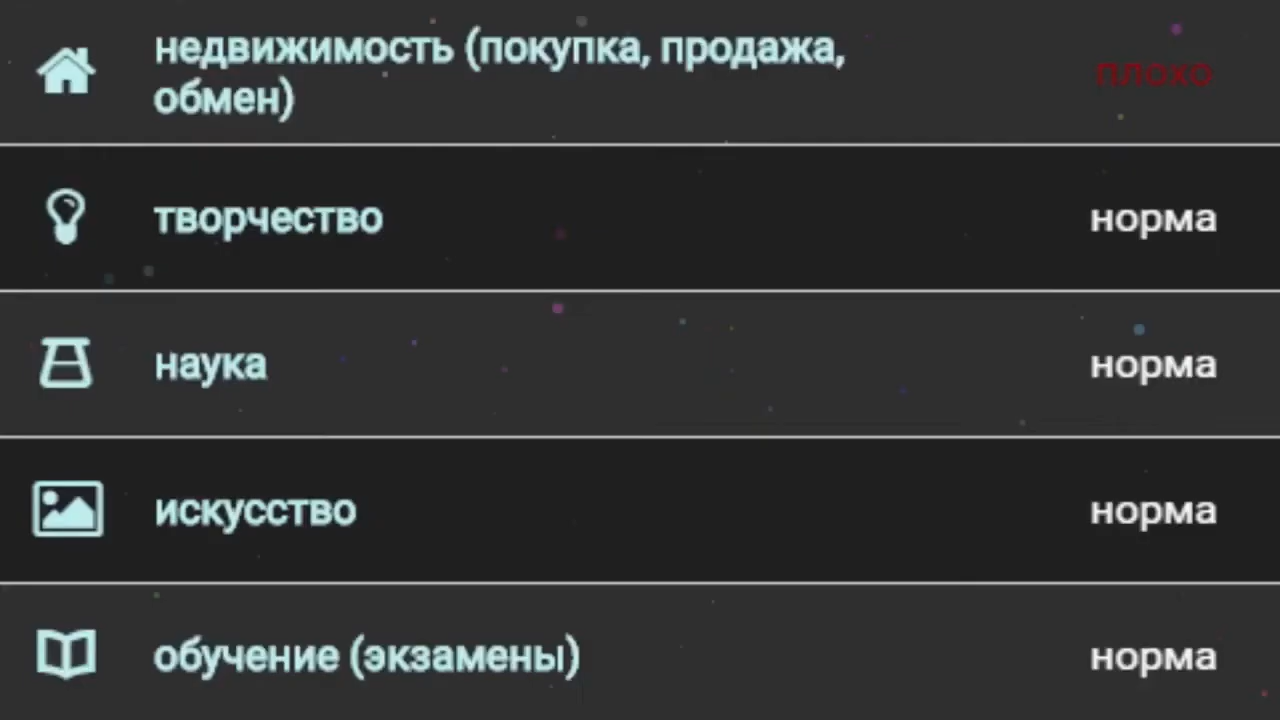 недвижимость (покупка, продажа,
обмен)
плохо
творчество норма
наука норма
искусство норма
обучение (экзамены) норма